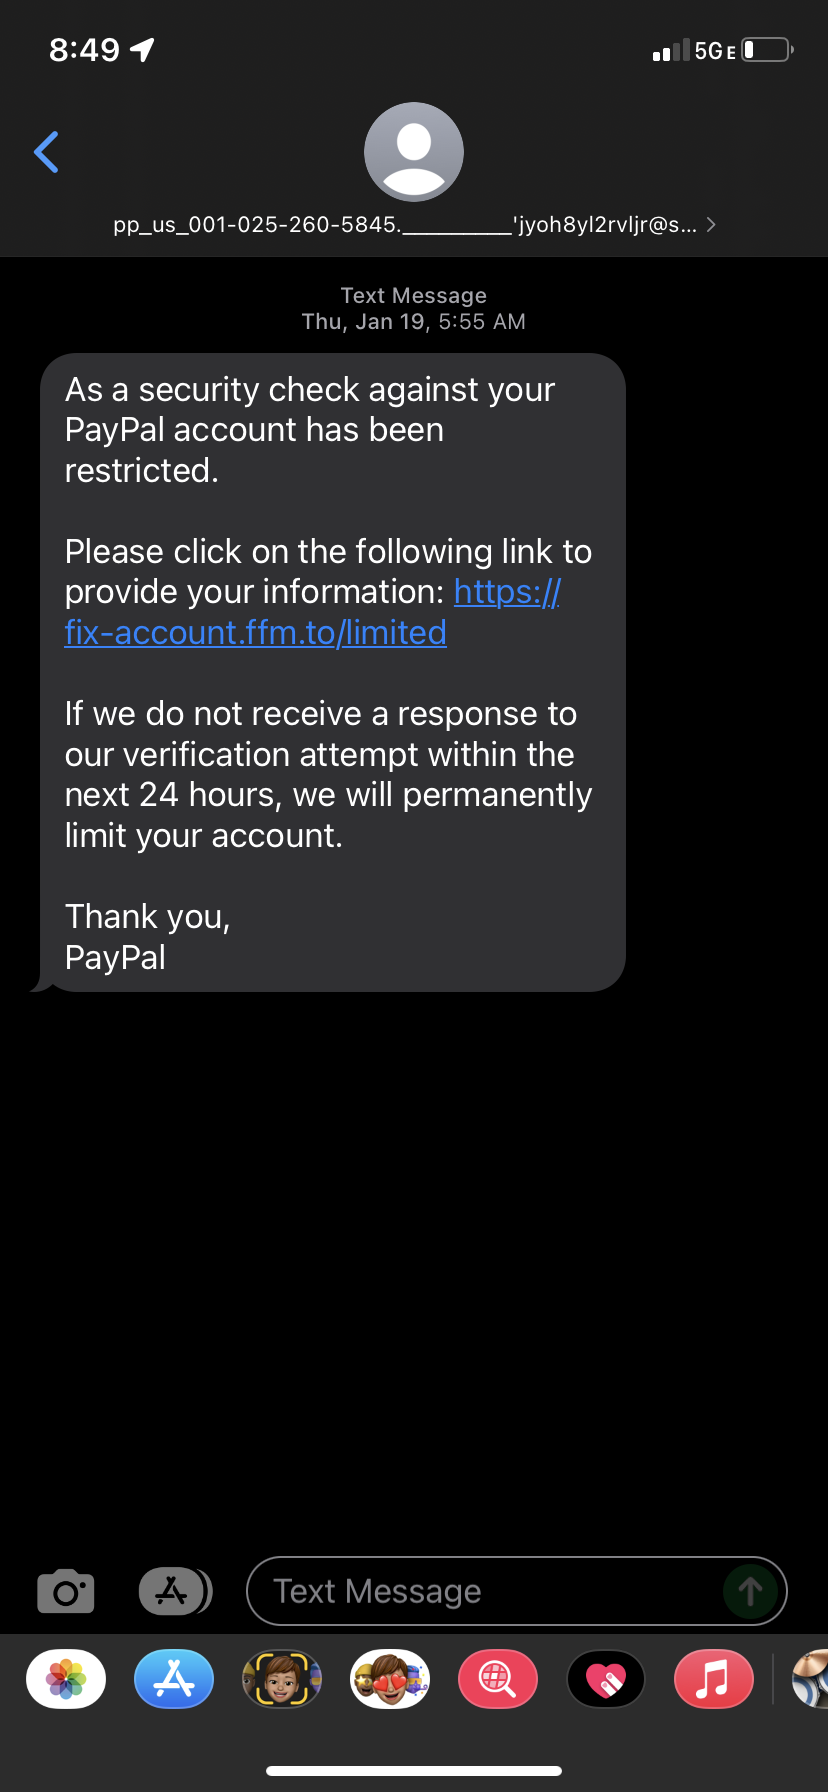 8:49
5GE
pp_us_001-025-260-5845.__________'jyoh8yl2rvljr@s...
Text Message
Thu, Jan 19, 5:55 AM
As a security check against your
PayPal account has been
restricted.
Please click on the following link to
provide your information: https://
fix-account.ffm.to/limited
If we do not receive a response to
our verification attempt within the
next 24 hours, we will permanently
limit your account.
Thank you,
PayPal
Text Message